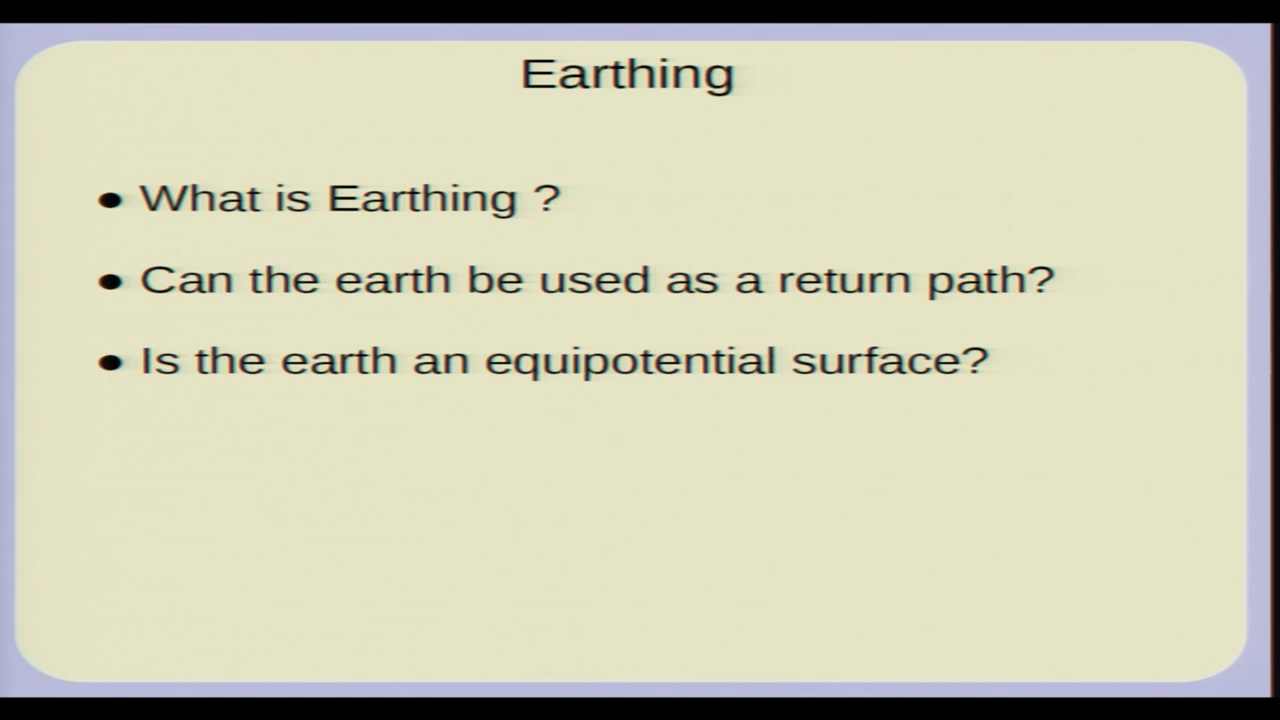 Earthing
● What is Earthing ?
● Can the earth be used as a return path?
● Is the earth an equipotential surface?